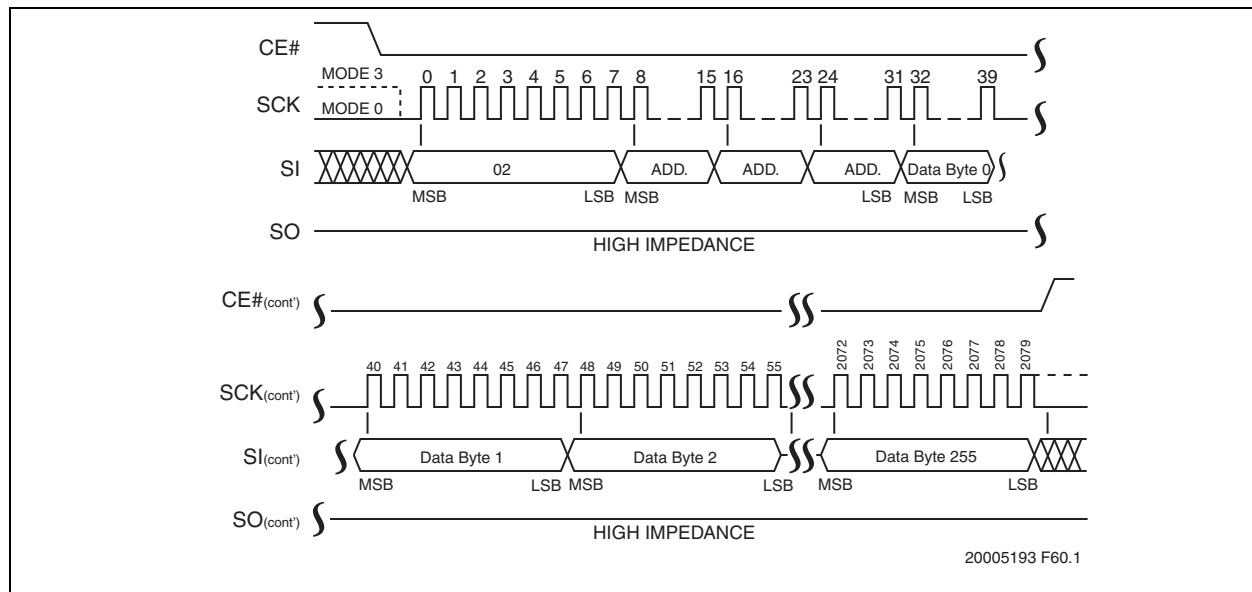 CE#
MODE 3
0 1 2 3 4 5 6 7 8 15 16 23 24 31 32 39
SCK
MODE 0
SI
02 ADD. ADD. ADD. Data Byte 0
MSB LSB MSB LSB MSB LSB
SO
HIGH IMPEDANCE
CE#(cont')
40 41 42 43 44 45 46 47 48 49 50 51 52 53 54 55 2072 2073 2074 2075 2076 2077 2078 2079
SCK(cont')
SI(cont')
Data Byte 1 Data Byte 2 Data Byte 255
MSB LSB MSB LSB MSB LSB
SO(cont')
HIGH IMPEDANCE
20005193 F60.1